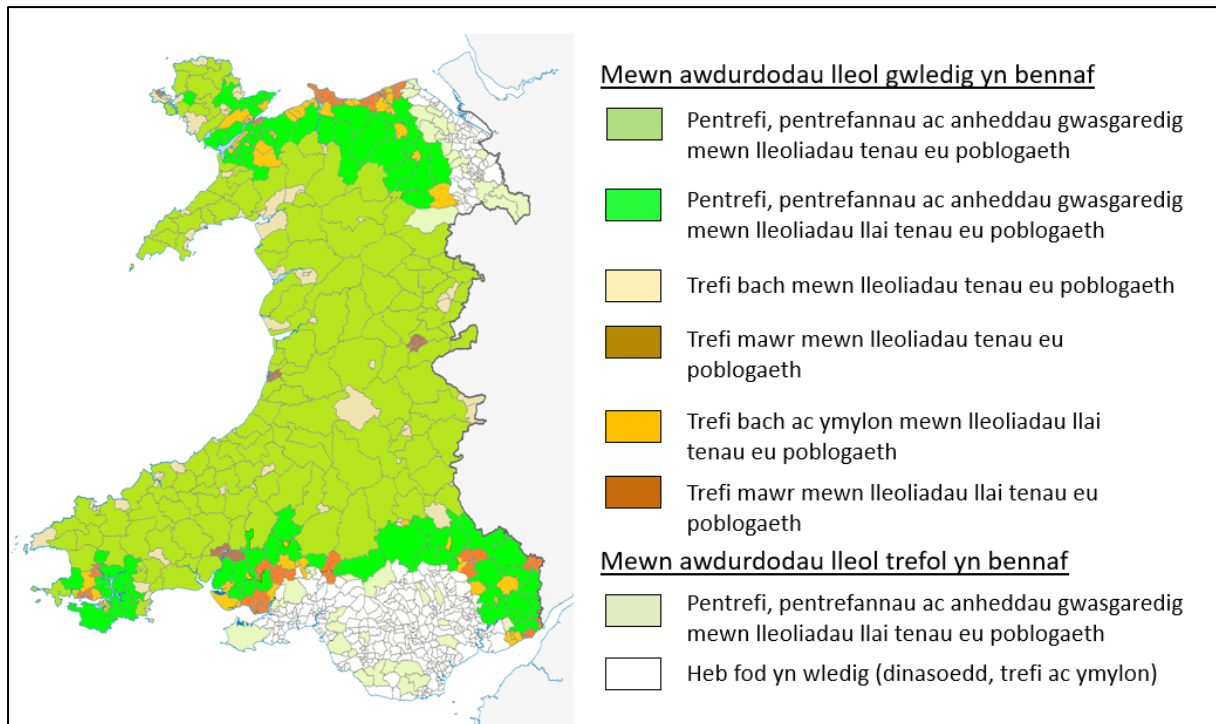 Mewn awdurdodau lleol gwledig yn bennaf
Pentrefi, pentrefannau ac anheddau gwasgaredig
mewn lleoliadau tenau eu poblogaeth
Pentrefi, pentrefannau ac anheddau gwasgaredig
mewn lleoliadau llai tenau eu poblogaeth
Trefi bach mewn lleoliadau tenau eu poblogaeth
Trefi mawr mewn lleoliadau tenau eu
poblogaeth
Trefi bach ac ymylon mewn lleoliadau llai
tenau eu poblogaeth
Trefi mawr mewn lleoliadau llai tenau eu
poblogaeth
Mewn awdurdodau lleol trefol yn bennaf
Pentrefi, pentrefannau ac anheddau gwasgaredig
mewn lleoliadau llai tenau eu poblogaeth
Heb fod yn wledig (dinasoedd, trefi ac ymylon)